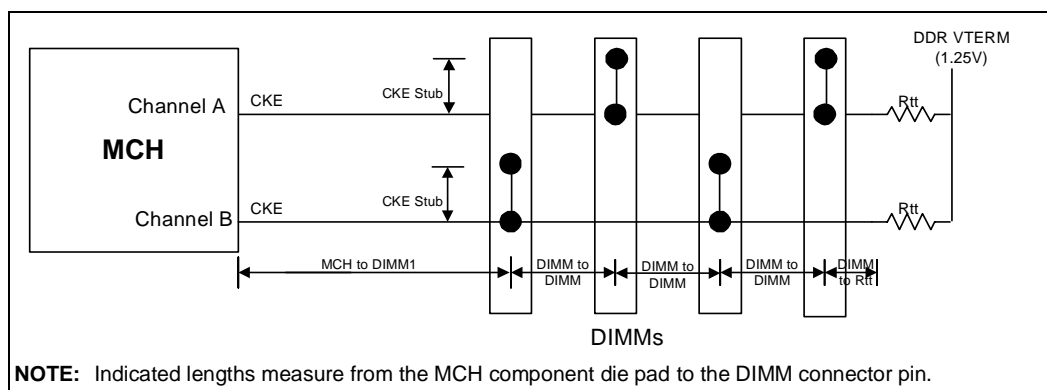 DDR VTERM
(1.25V)
Channel A
CKE
CKE Stub
Rtt
MCH
Channel B
CKE
CKE Stub
Rtt
MCH to DIMM1
DIMM to
DIMM
DIMM to
DIMM
DIMM to
DIMM
DIMM
to Rtt
DIMMs
NOTE: Indicated lengths measure from the MCH component die pad to the DIMM connector pin.